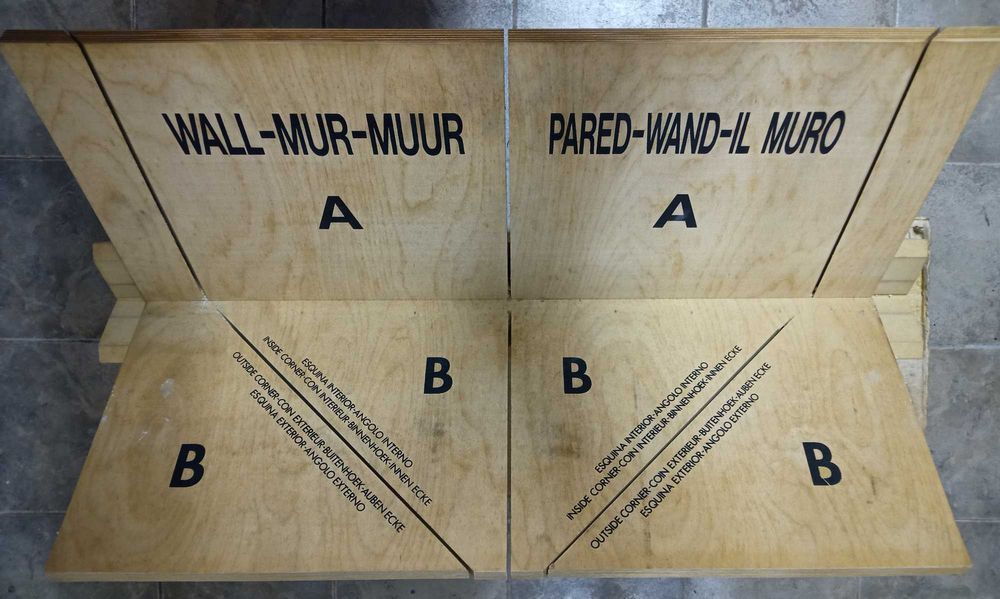 WALL-MUR-MUUR
PARED-WAND-IL MURO
A
A
B
B
B
B
ESQUINA INTERIOR-ANGOLO INTERNO
INSIDE CORNER-COIN INTERIEUR-BINNENHOEK-INNEN ECKE
OUTSIDE CORNER-COIN EXTERIEUR-BUITENHOEK-AUBEN ECKE
ESQUINA EXTERIOR-ANGOLO EXTERNO
ESQUINA INTERIOR-ANGOLO INTERNO
INSIDE CORNER-COIN INTERIEUR-BINNENHOEK-INNEN ECKE
OUTSIDE CORNER-COIN EXTERIEUR-BUITENHOEK-AUBEN ECKE
ESQUINA EXTERIOR-ANGOLO EXTERNO